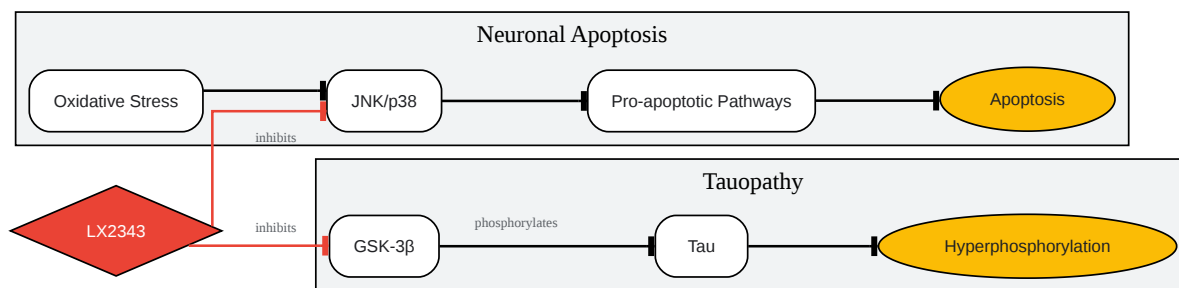 Neuronal Apoptosis
Oxidative Stress
JNK/p38
Pro-apoptotic Pathways
Apoptosis
inhibits
Tauopathy
LX2343
inhibits
GSK-3β
phosphorylates
Tau
Hyperphosphorylation